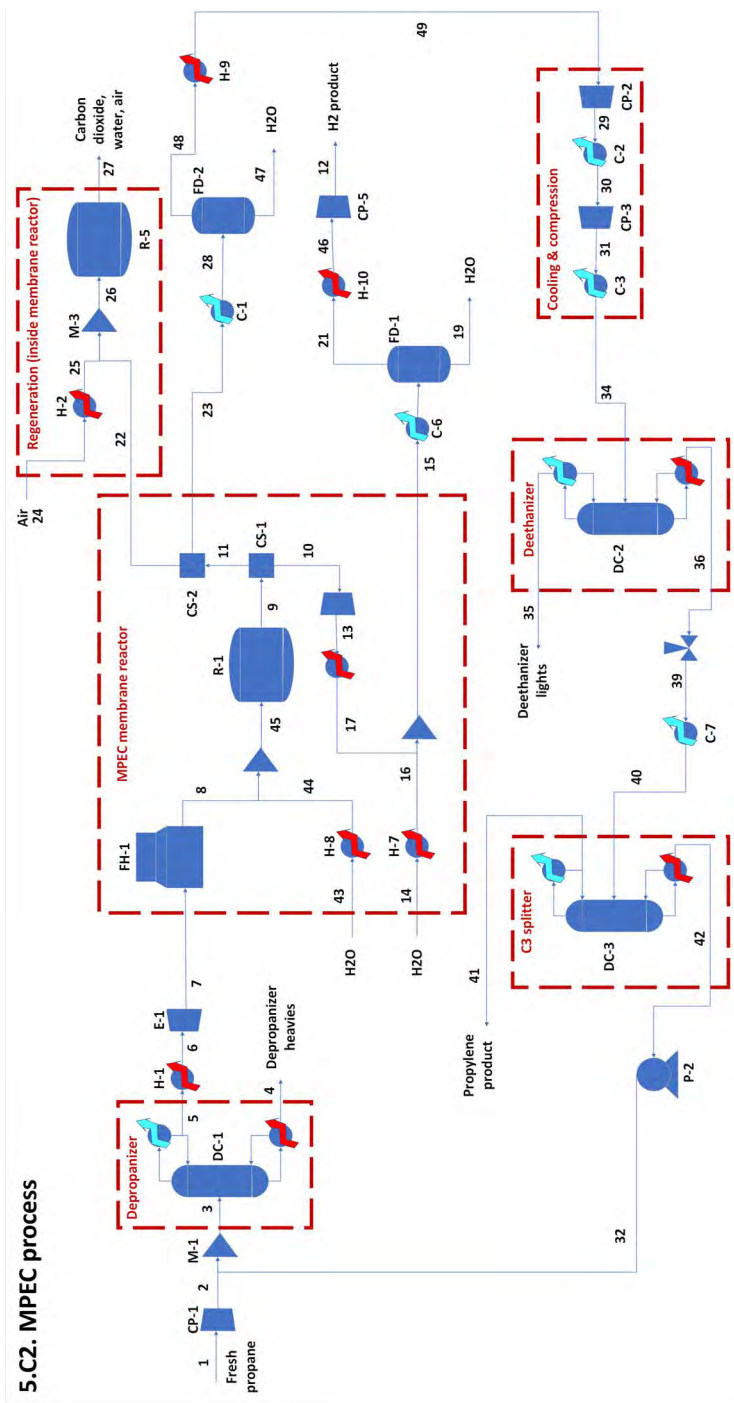 5.C2. MPEC process
1
Fresh
propane
CP-1
2
M-1
3
Depropanizer
DC-1
5
4
Depropanizer
heavies
H-1
6
E-1
7
32
MPEC membrane reactor
FH-1
8
44
45
R-1
9
CS-1
10
11
CS-2
13
17
16
H2O
43
H-8
H2O
14
H-7
Air
24
Regeneration (inside membrane reactor)
H-2
25
22
M-3
26
R-5
27
Carbon
dioxide,
water, air
23
C-1
28
FD-2
48
47
H2O
H-9
49
15
C-6
FD-1
21
19
H2O
H-10
46
CP-5
12
H2 product
Cooling & compression
CP-2
29
C-2
30
CP-3
31
C-3
34
Deethanizer
DC-2
35
Deethanizer
lights
36
39
C-7
40
C3 splitter
DC-3
41
Propylene
product
42
P-2